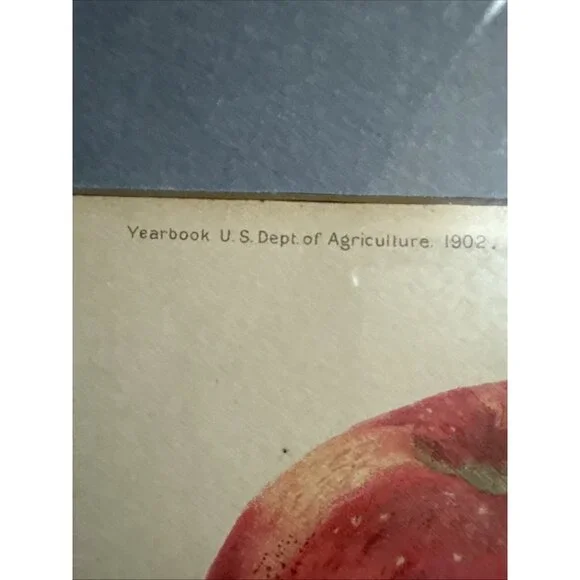 Yearbook U. S. Dept. of Agriculture. 1902.